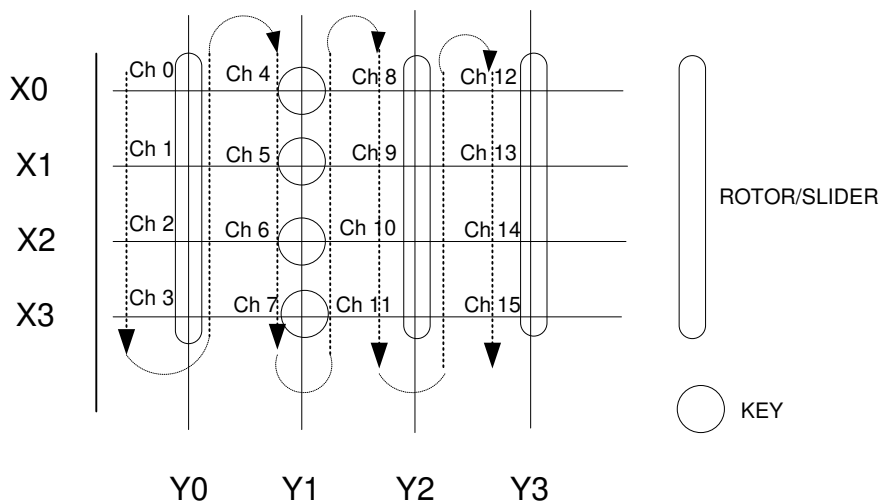 Ch 0 Ch 4 Ch 8 Ch 12
X0
Ch 1 Ch 5 Ch 9 Ch 13
X1
ROTOR/SLIDER
Ch 2 Ch 6 Ch 10 Ch 14
X2
Ch 3 Ch 7 Ch 11 Ch 15
X3
KEY
Y0 Y1 Y2 Y3